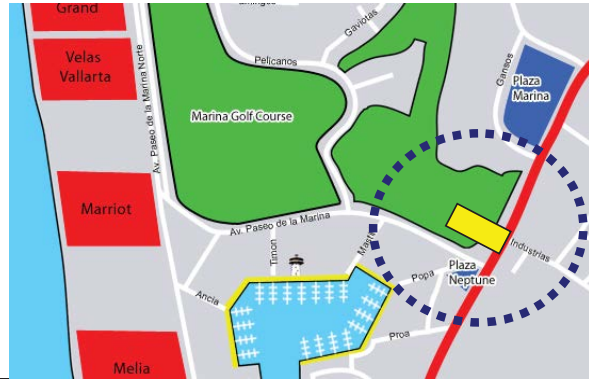 Grand
Gaviotas
Velas
Vallarta
Pelicanos
Av. Paseo de la Marina Norte
Gansos
Plaza
Marina
Marina Golf Course
Marriot
Av. Paseo de la Marina
Timon
Industrias
Popa
Plaza
Neptune
Ancla
Proa
Melia